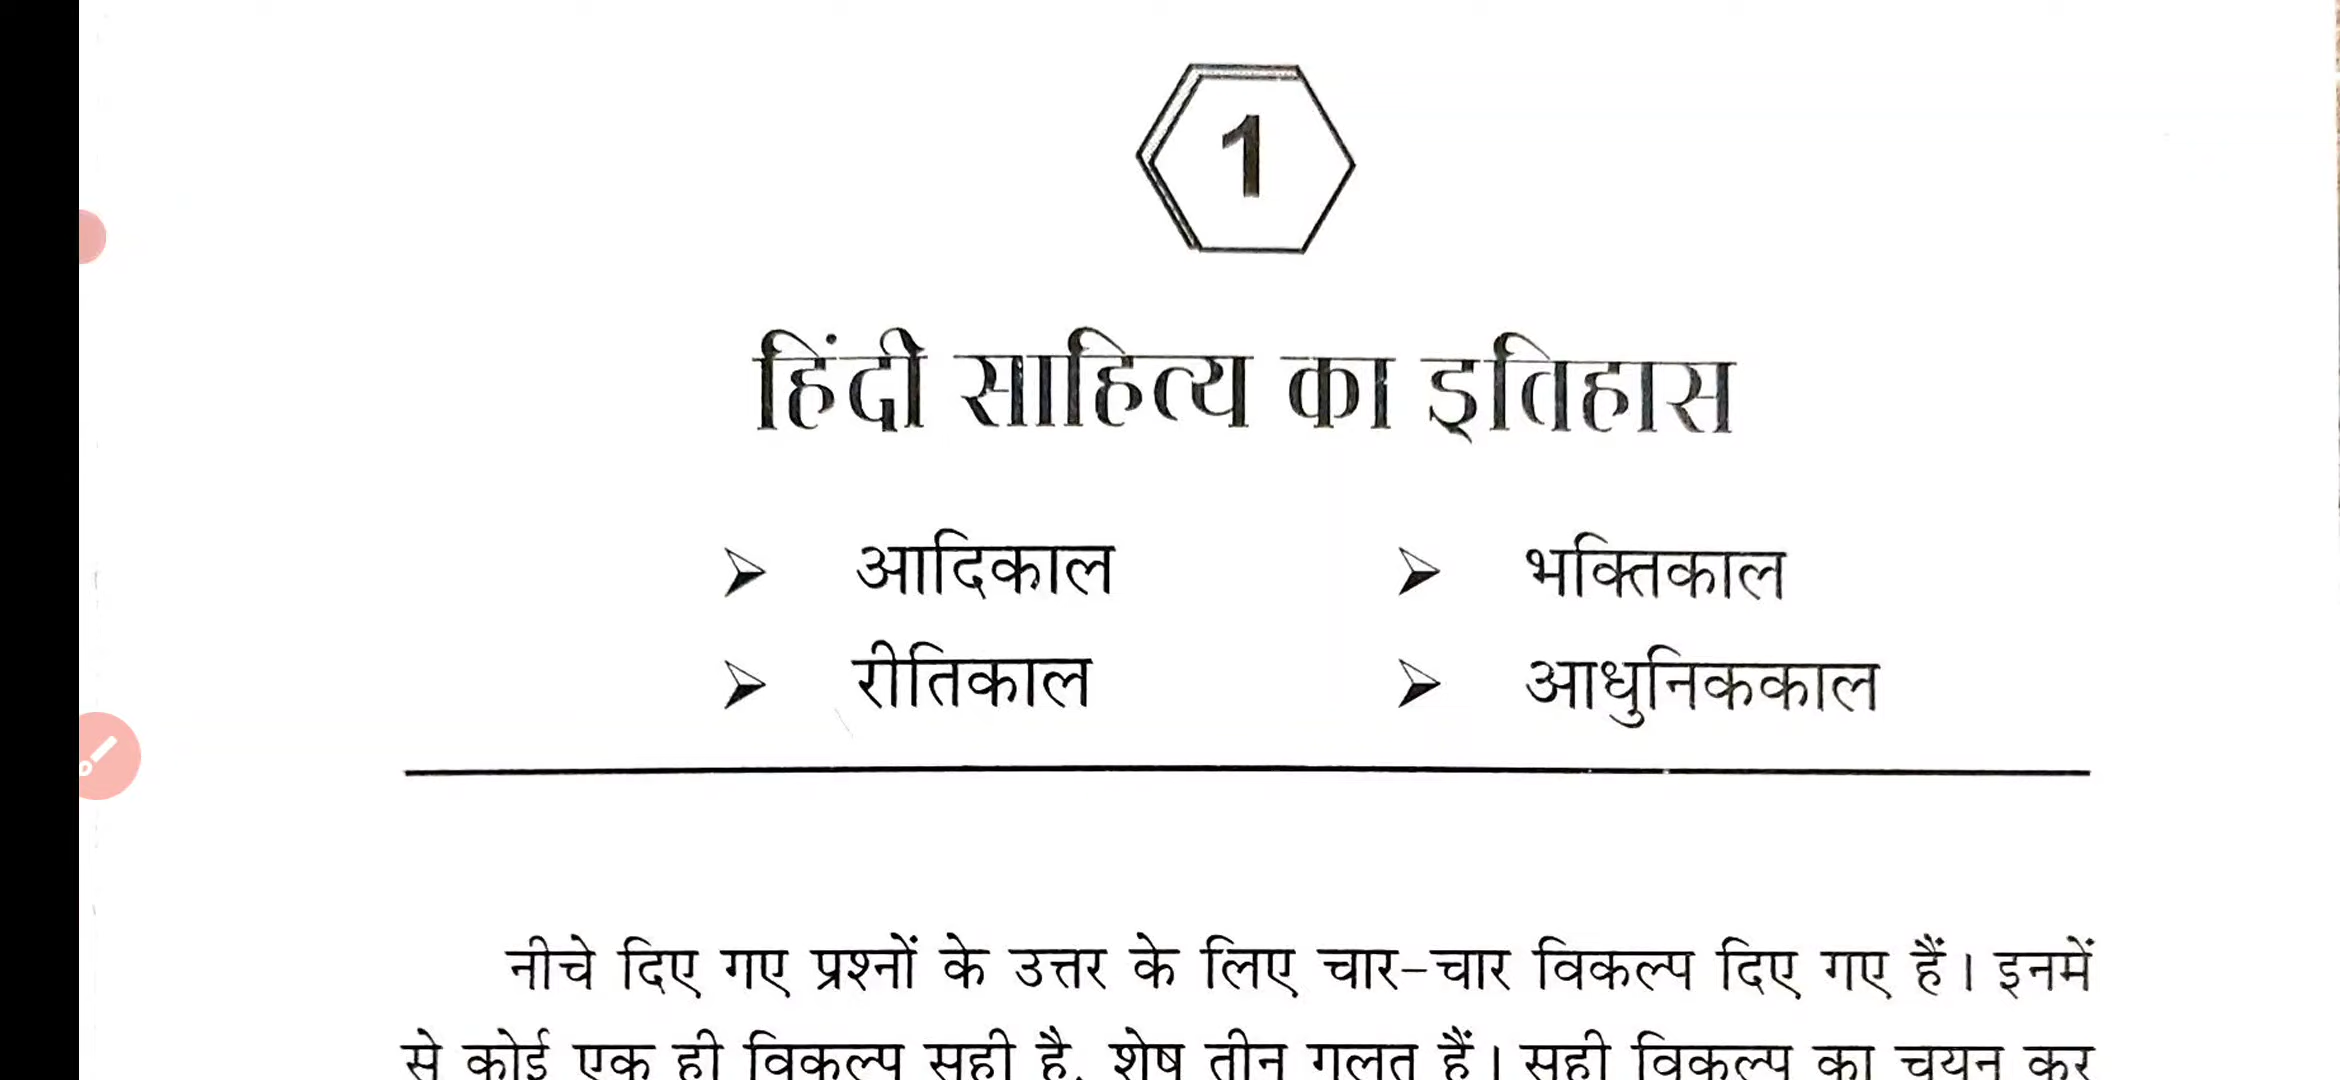 1
हिंदी साहित्य का इतिहास
आदिकाल भक्तिकाल
रीतिकाल आधुनिककाल
नीचे दिए गए प्रश्नों के उत्तर के लिए चार-चार विकल्प दिए गए हैं। इनमें
से कोई एक ही विकल्प सही है, शेष तीन गलत हैं। सही विकल्प का चयन कर